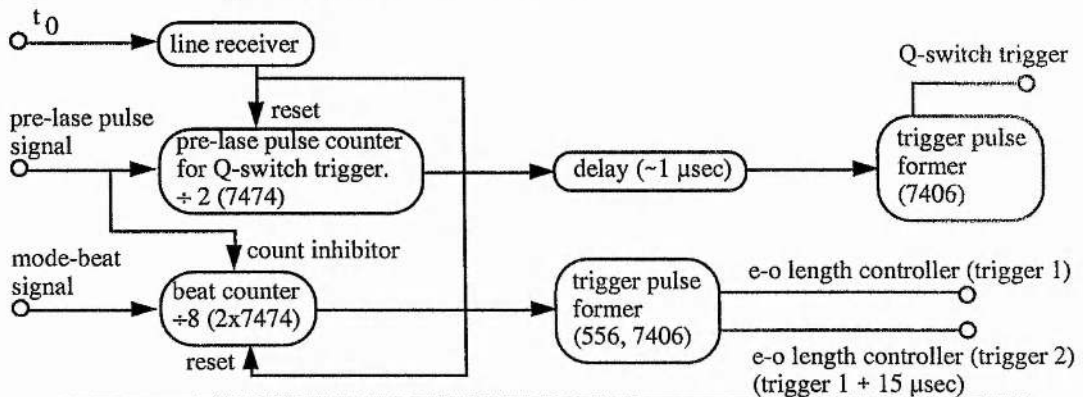 t0
line receiver
Q-switch trigger
reset
pre-lase pulse
signal
pre-lase pulse counter
for Q-switch trigger.
÷ 2 (7474)
delay (~1 μsec)
trigger pulse
former
(7406)
count inhibitor
mode-beat
signal
beat counter
÷8 (2x7474)
reset
trigger pulse
former
(556, 7406)
e-o length controller (trigger 1)
e-o length controller (trigger 2)
(trigger 1 + 15 μsec)